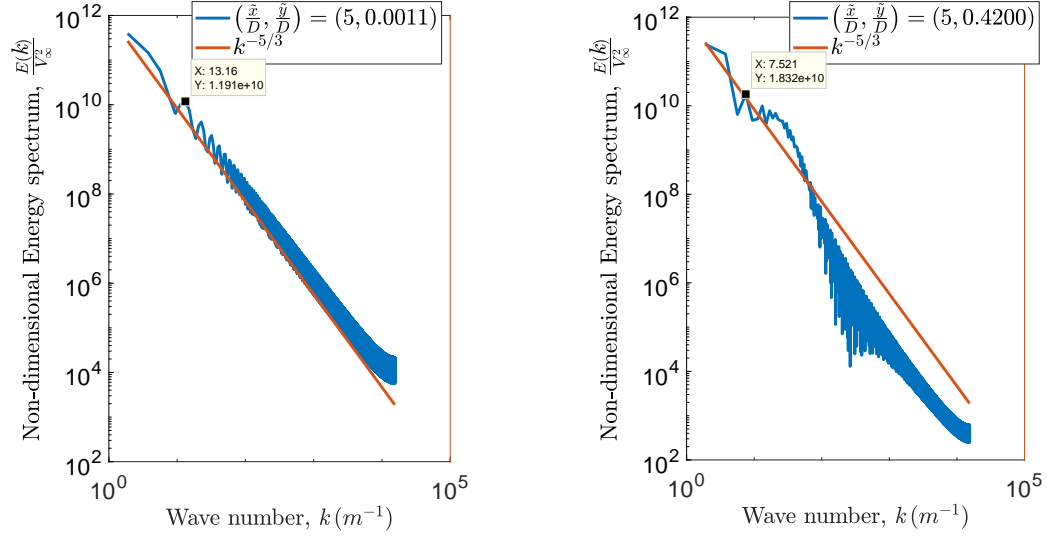 (x̃/D, ỹ/D) = (5, 0.0011)
k^{-5/3}
X: 13.16
Y: 1.191e+10
Non-dimensional Energy spectrum, E(k)/V²∞
10^12
10^10
10^8
10^6
10^4
10^2
10^0
10^5
Wave number, k (m^{-1})
(x̃/D, ỹ/D) = (5, 0.4200)
k^{-5/3}
X: 7.521
Y: 1.832e+10
Non-dimensional Energy spectrum, E(k)/V²∞
10^12
10^10
10^8
10^6
10^4
10^2
10^0
10^5
Wave number, k (m^{-1})